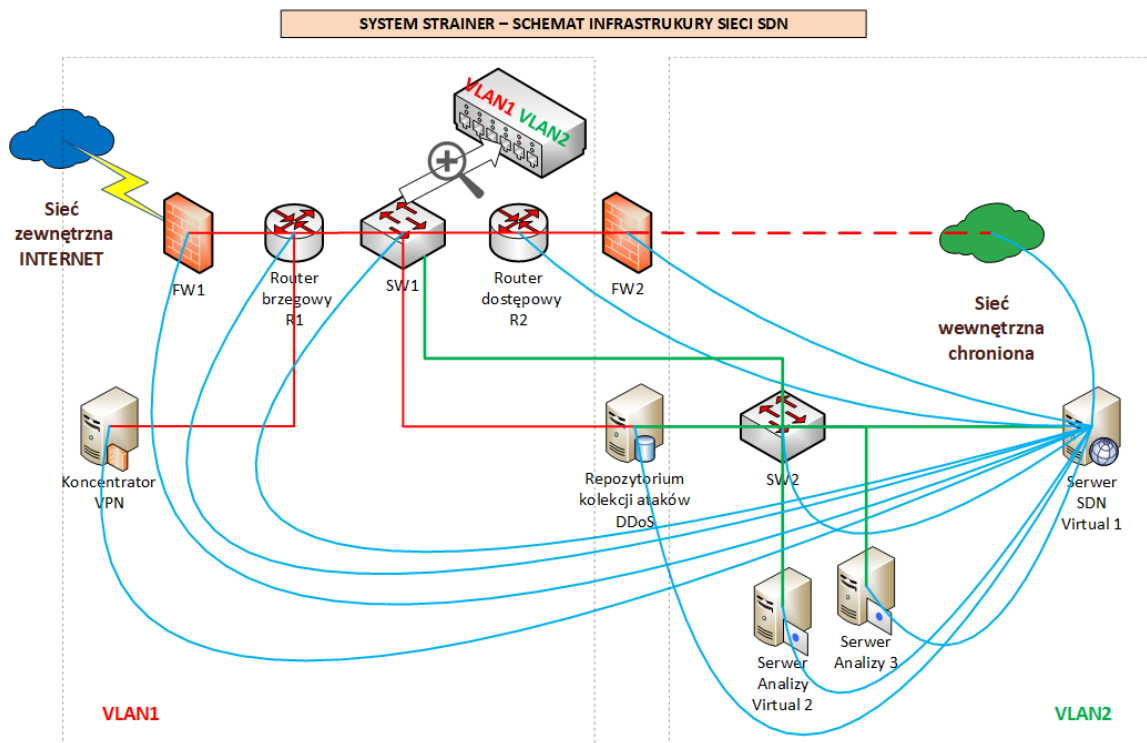 SYSTEM STRAINER – SCHEMAT INFRASTRUKURY SIECI SDN
VLAN1
VLAN2
Sieć
zewnętrzna
INTERNET
FW1
Router
brzegowy
R1
SW1
Router
dostępowy
R2
FW2
Sieć
wewnętrzna
chroniona
Koncentrator
VPN
Repozytorium
kolekcji ataków
DDoS
SW2
Serwer
SDN
Virtual 1
Serwer
Analizy
Virtual 2
Serwer
Analizy 3
VLAN1
VLAN2